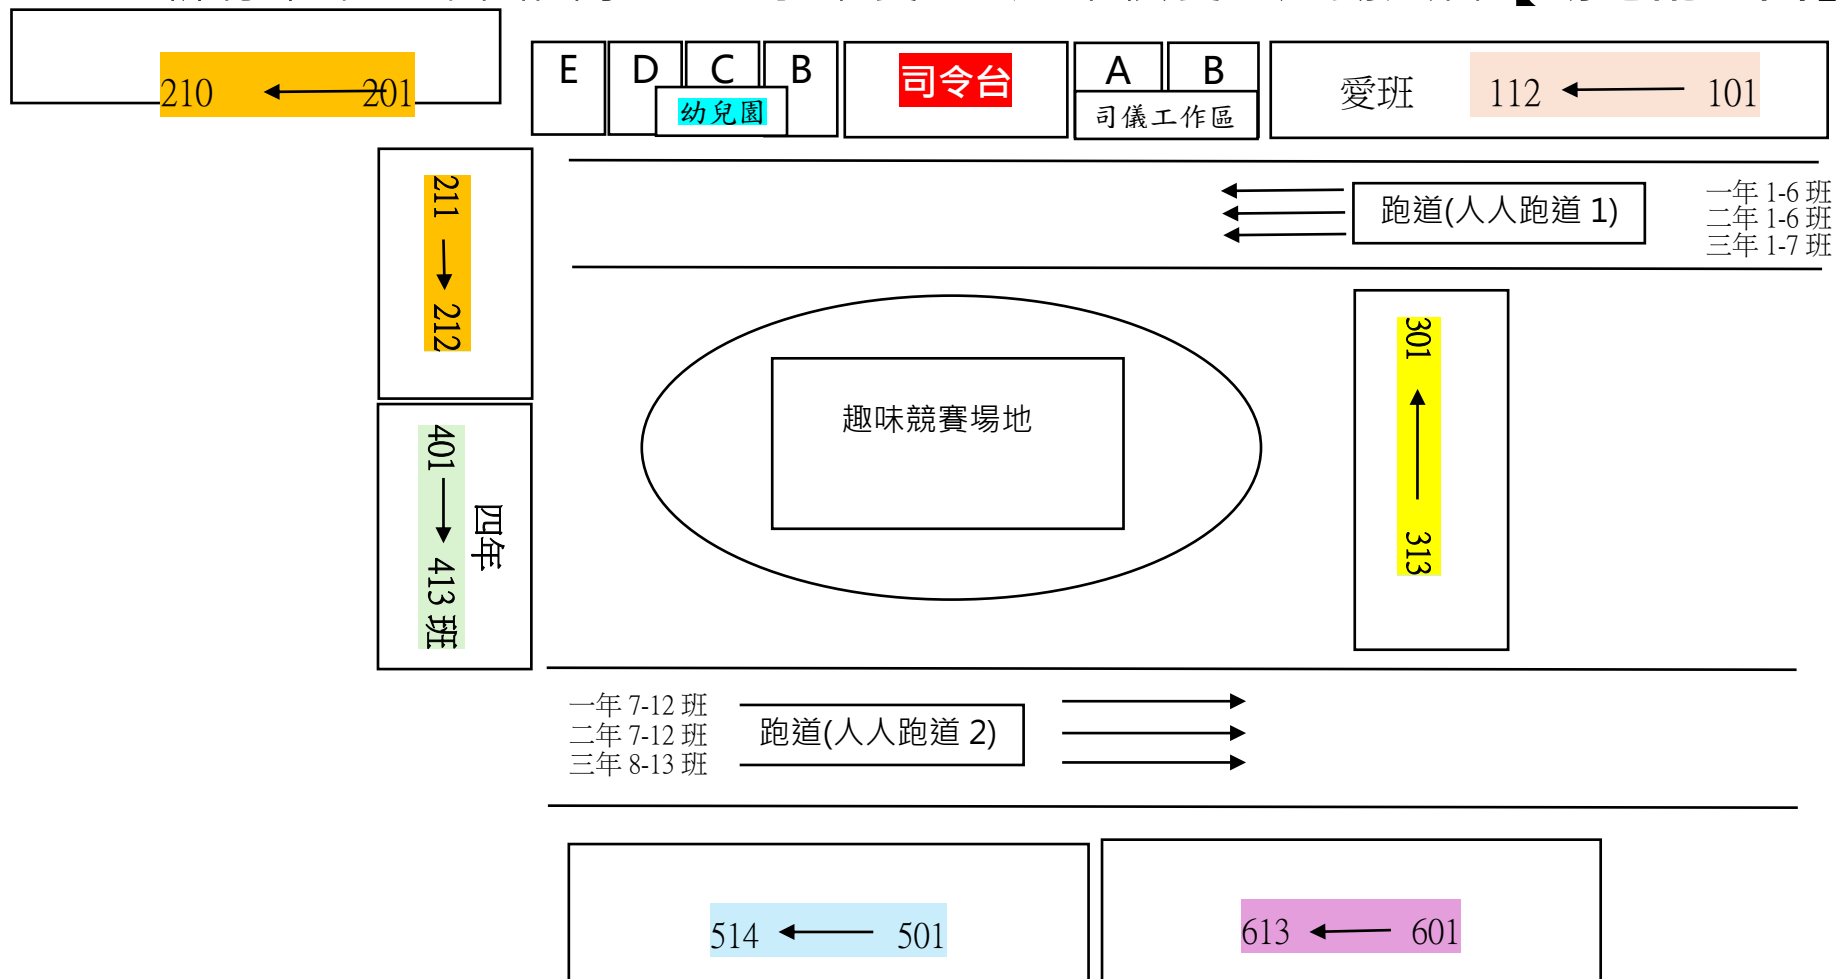 E D C B 司令台 A B
愛班 112 101
210 201
幼兒園
司儀工作區
跑道(人人跑道 1)
一年 1-6 班
二年 1-6 班
三年 1-7 班
211 212
301 313
趣味競賽場地
401 413 班
四年
一年 7-12 班
二年 7-12 班
三年 8-13 班
跑道(人人跑道 2)
514 501
613 601